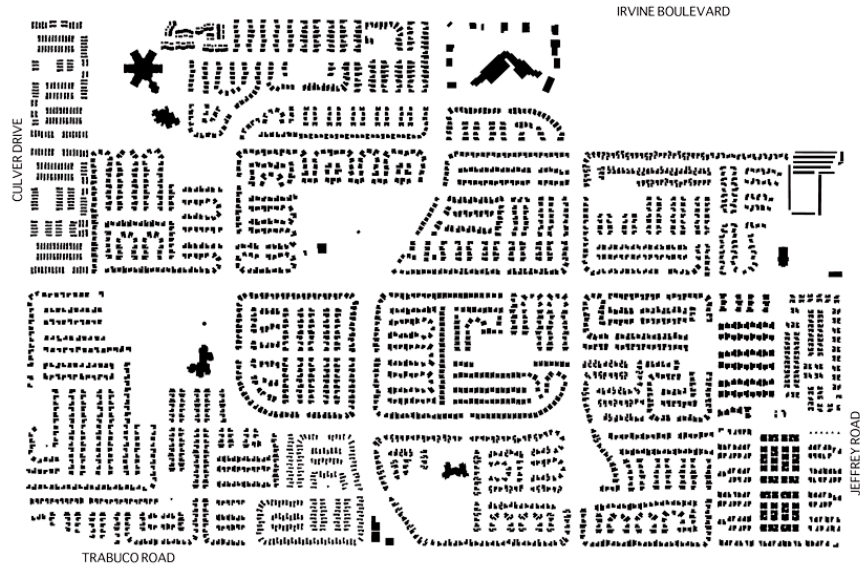 IRVINE BOULEVARD
CULVER DRIVE
JEFFREY ROAD
TRABUCO ROAD